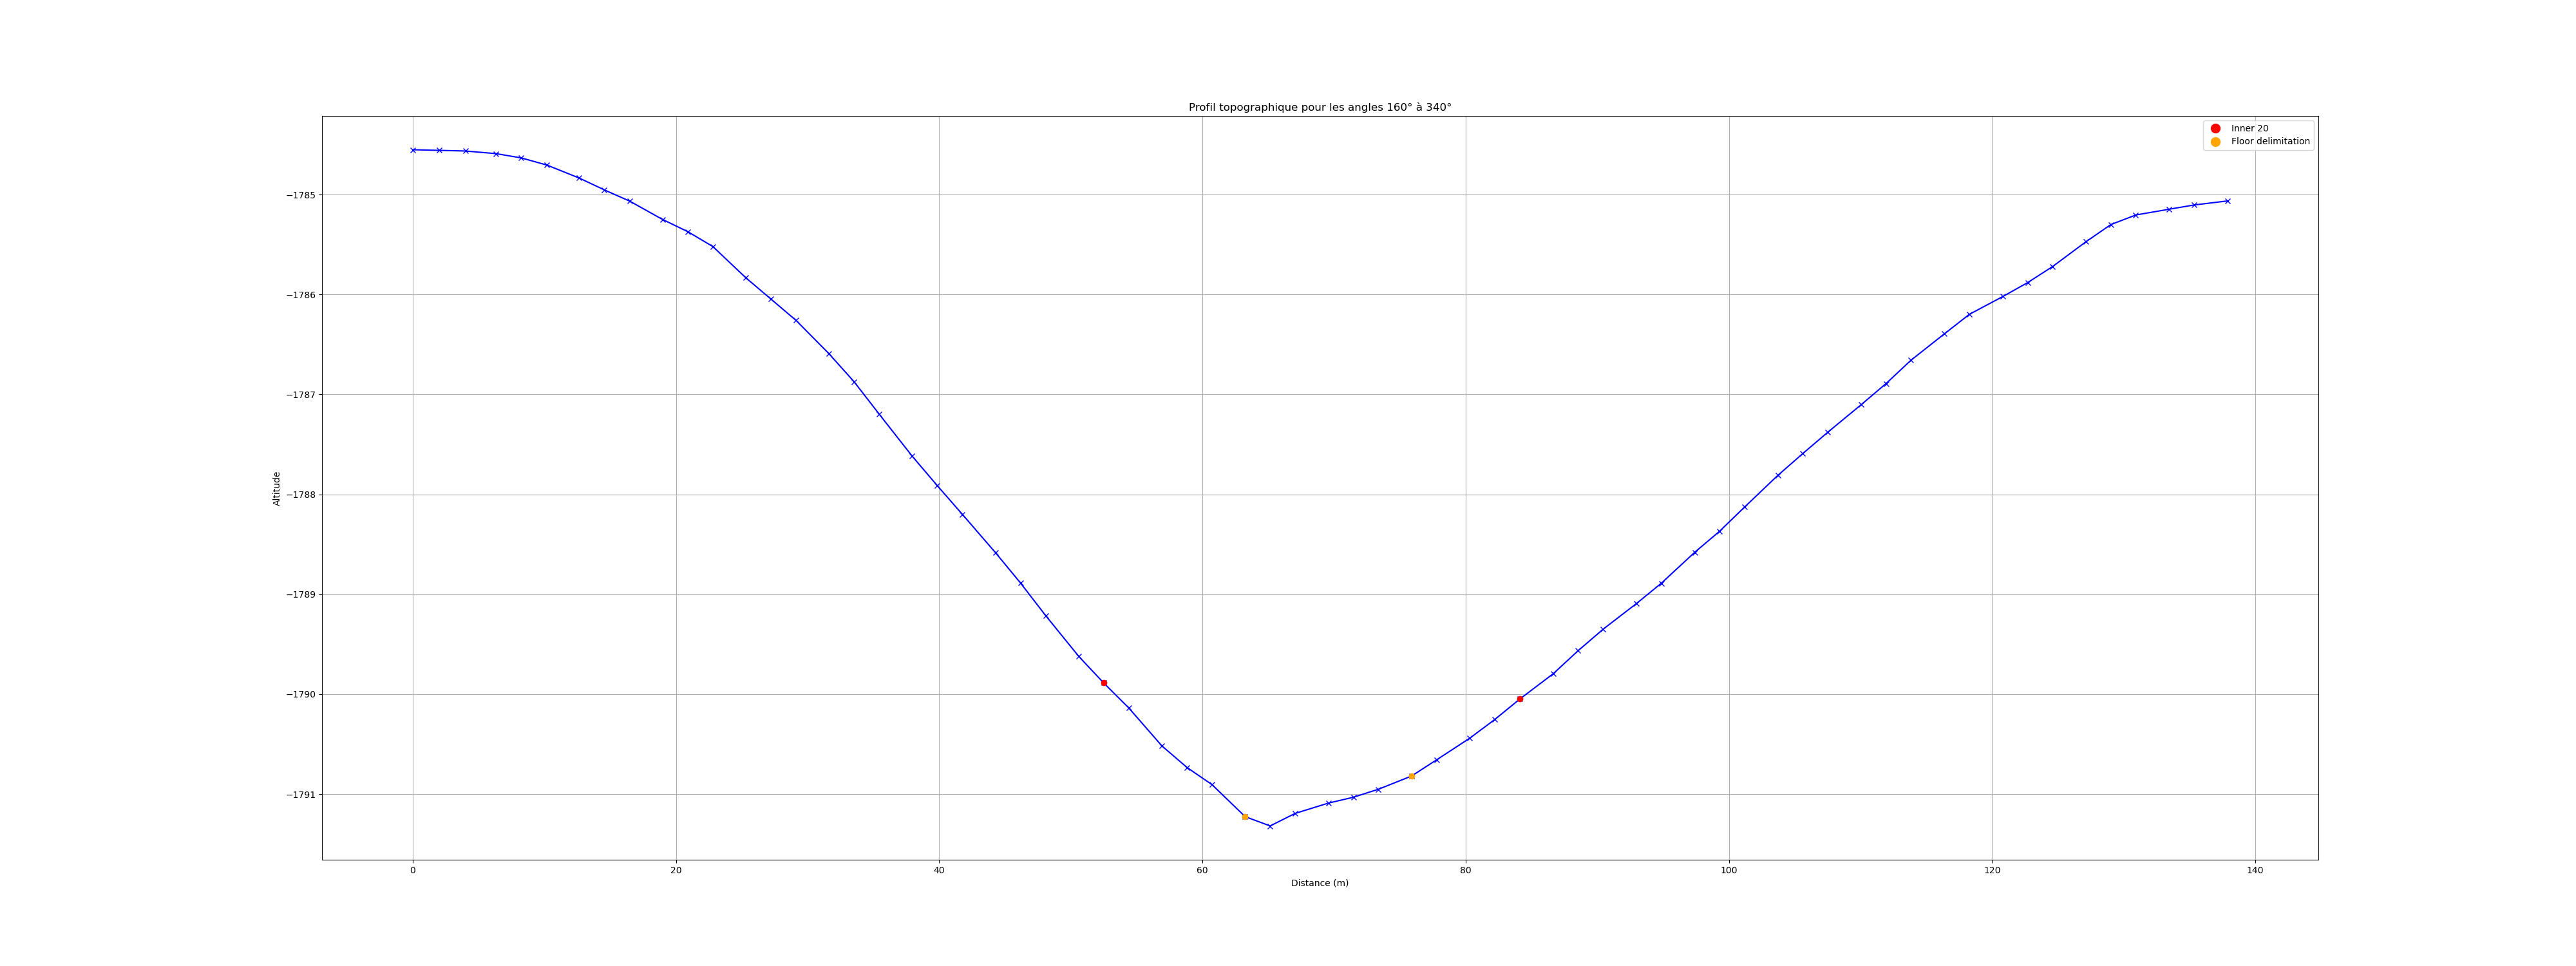 Profil topographique pour les angles 160° à 340°
Inner 20
Floor delimitation
−1785
−1786
−1787
−1788
−1789
−1790
−1791
Altitude
0 20 40 60 80 100 120 140
Distance (m)